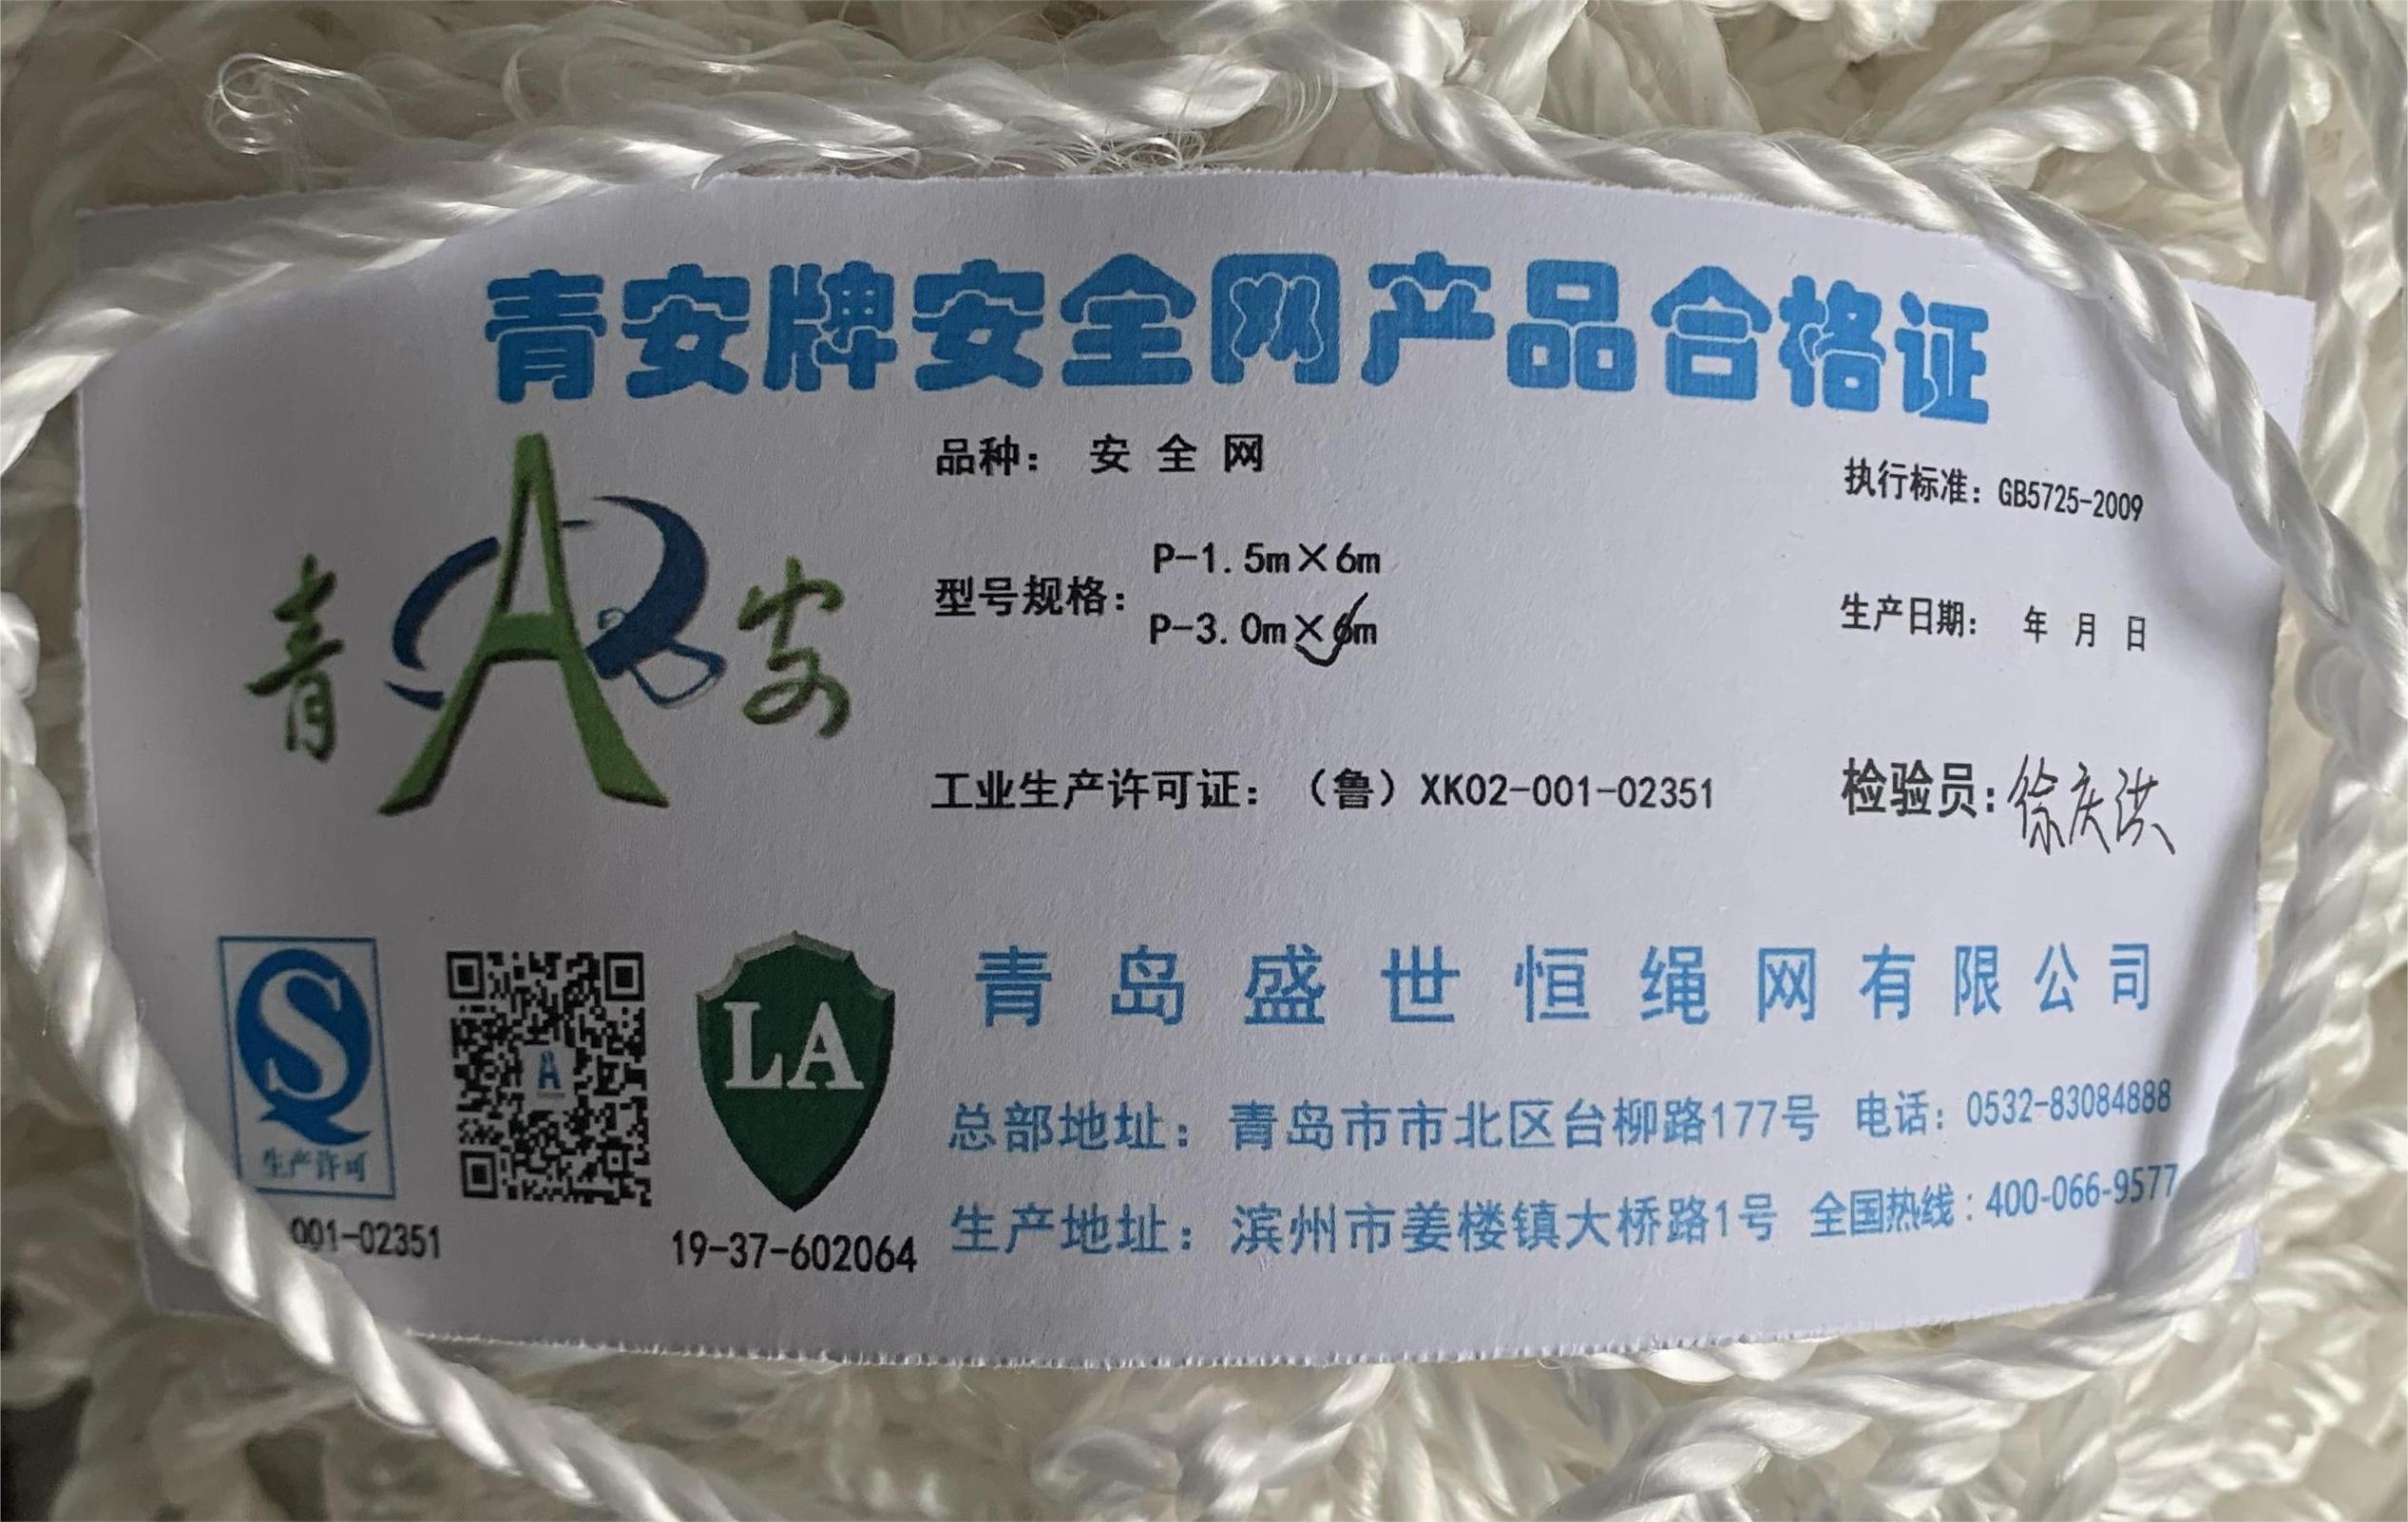 青安牌安全网产品合格证
青 安
品种： 安 全 网
执行标准：GB5725-2009
型号规格：
P-1.5m×6m
P-3.0m×6m
生产日期： 年 月 日
工业生产许可证：（鲁）XK02-001-02351
检验员：徐庆洪
生产许可
001-02351
A
LA
19-37-602064
青岛盛世恒绳网有限公司
总部地址：青岛市市北区台柳路177号 电话：0532-83084888
生产地址：滨州市姜楼镇大桥路1号 全国热线：400-066-9577